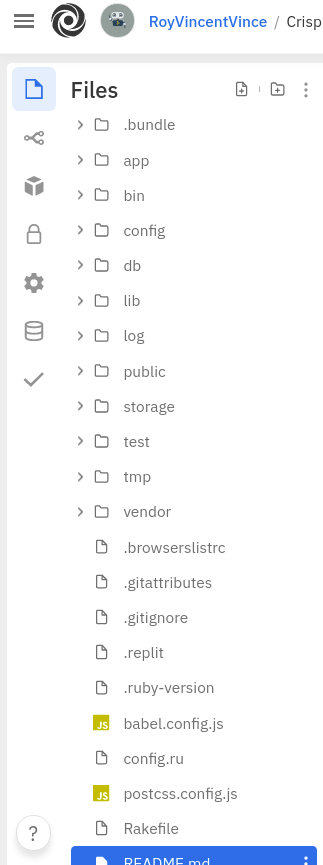 RoyVincentVince / Crisp
Files
.bundle
app
bin
config
db
lib
log
public
storage
test
tmp
vendor
.browserslistrc
.gitattributes
.gitignore
.replit
.ruby-version
JS babel.config.js
config.ru
JS postcss.config.js
Rakefile
? README.md